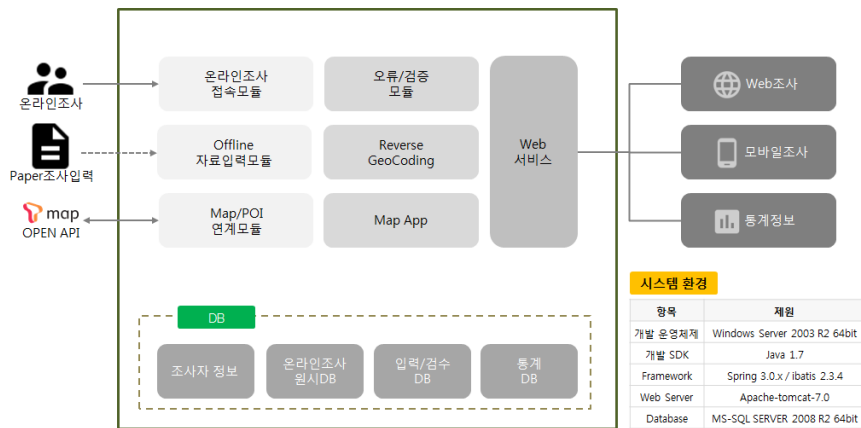 온라인조사
Paper조사입력
T map
OPEN API
온라인조사
접속모듈
오류/검증
모듈
Offline
자료입력모듈
Reverse
GeoCoding
Map/POI
연계모듈
Map App
Web
서비스
Web조사
모바일조사
통계정보
DB
조사자 정보
온라인조사
원시DB
입력/검수
DB
통계
DB
시스템 환경
항목 제원
개발 운영체제 Windows Server 2003 R2 64bit
개발 SDK Java 1.7
Framework Spring 3.0.x / ibatis 2.3.4
Web Server Apache-tomcat-7.0
Database MS-SQL SERVER 2008 R2 64bit